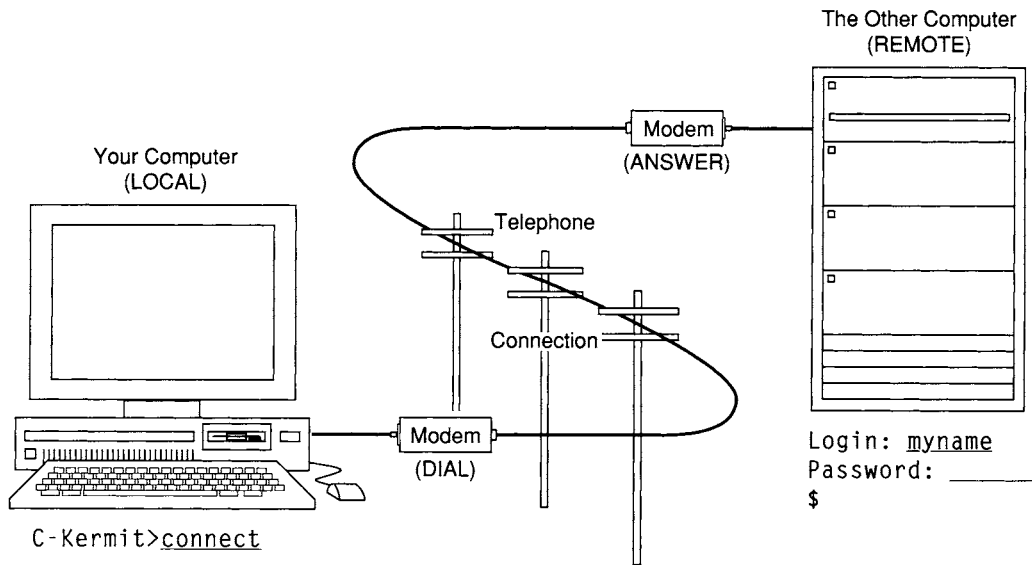 The Other Computer
(REMOTE)
Modem
(ANSWER)
Your Computer
(LOCAL)
Telephone
Connection
Modem
(DIAL)
Login: myname
Password:
$
C-Kermit>connect